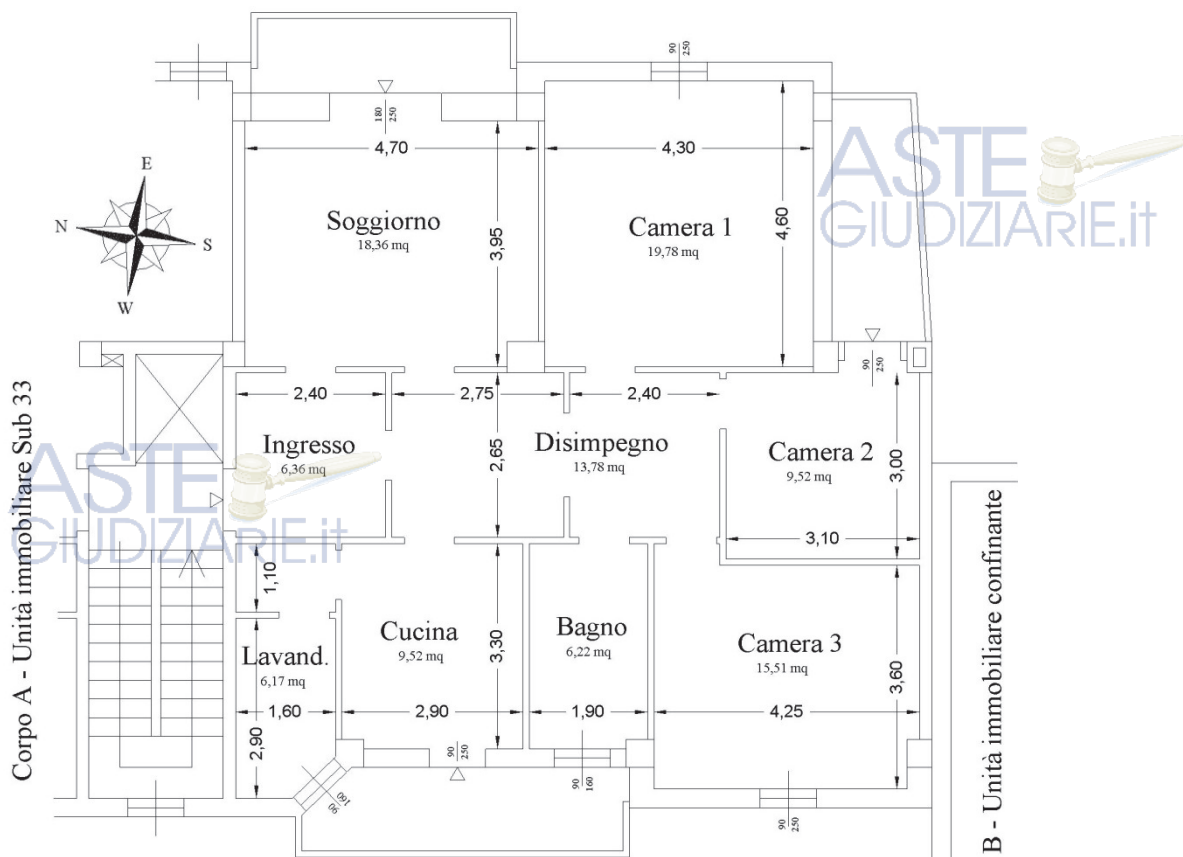 90
250
180
250
4,70
4,30
ASTE
GIUDIZIARIE.it
E
N
S
W
Soggiorno
18,36 mq
3,95
Camera 1
19,78 mq
4,60
90
250
2,40
2,75
2,40
Corpo A - Unità immobiliare Sub 33
Ingresso
6,36 mq
2,65
Disimpegno
13,78 mq
Camera 2
9,52 mq
3,00
ASTE
GIUDIZIARIE.it
3,10
1,10
Cucina
9,52 mq
3,30
Bagno
6,22 mq
Camera 3
15,51 mq
3,60
Lavand.
6,17 mq
1,60
2,90
1,90
4,25
2,90
90
250
90
160
90
160
90
250
B - Unità immobiliare confinante